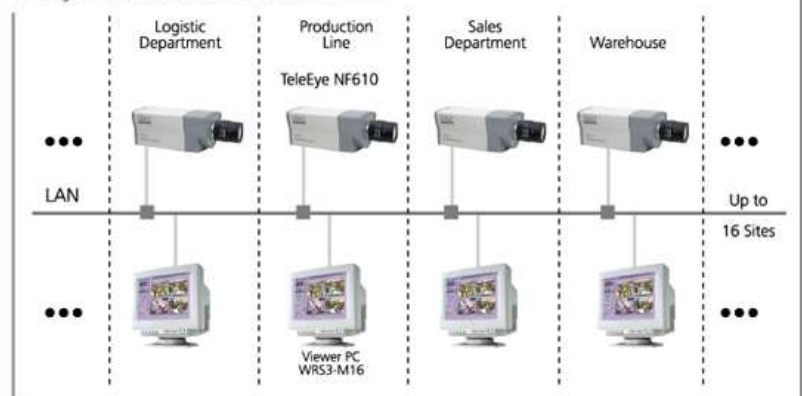 Logistic
Department
Production
Line
Sales
Department
Warehouse
TeleEye NF610
LAN
Up to
16 Sites
Viewer PC
WRS3-M16